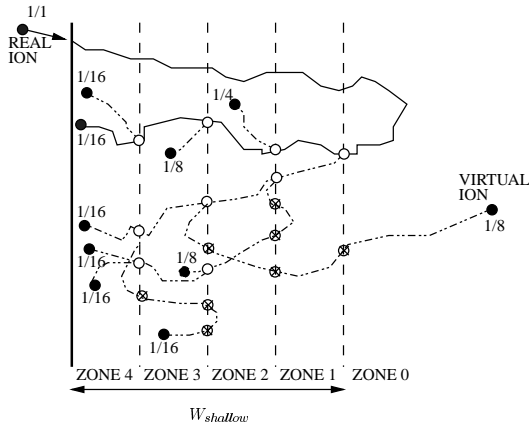 1/1
REAL
ION
1/16
1/4
1/16
1/8
VIRTUAL
ION
1/8
1/16
1/16
1/8
1/16
1/16
ZONE 4
ZONE 3
ZONE 2
ZONE 1
ZONE 0
W_shallow